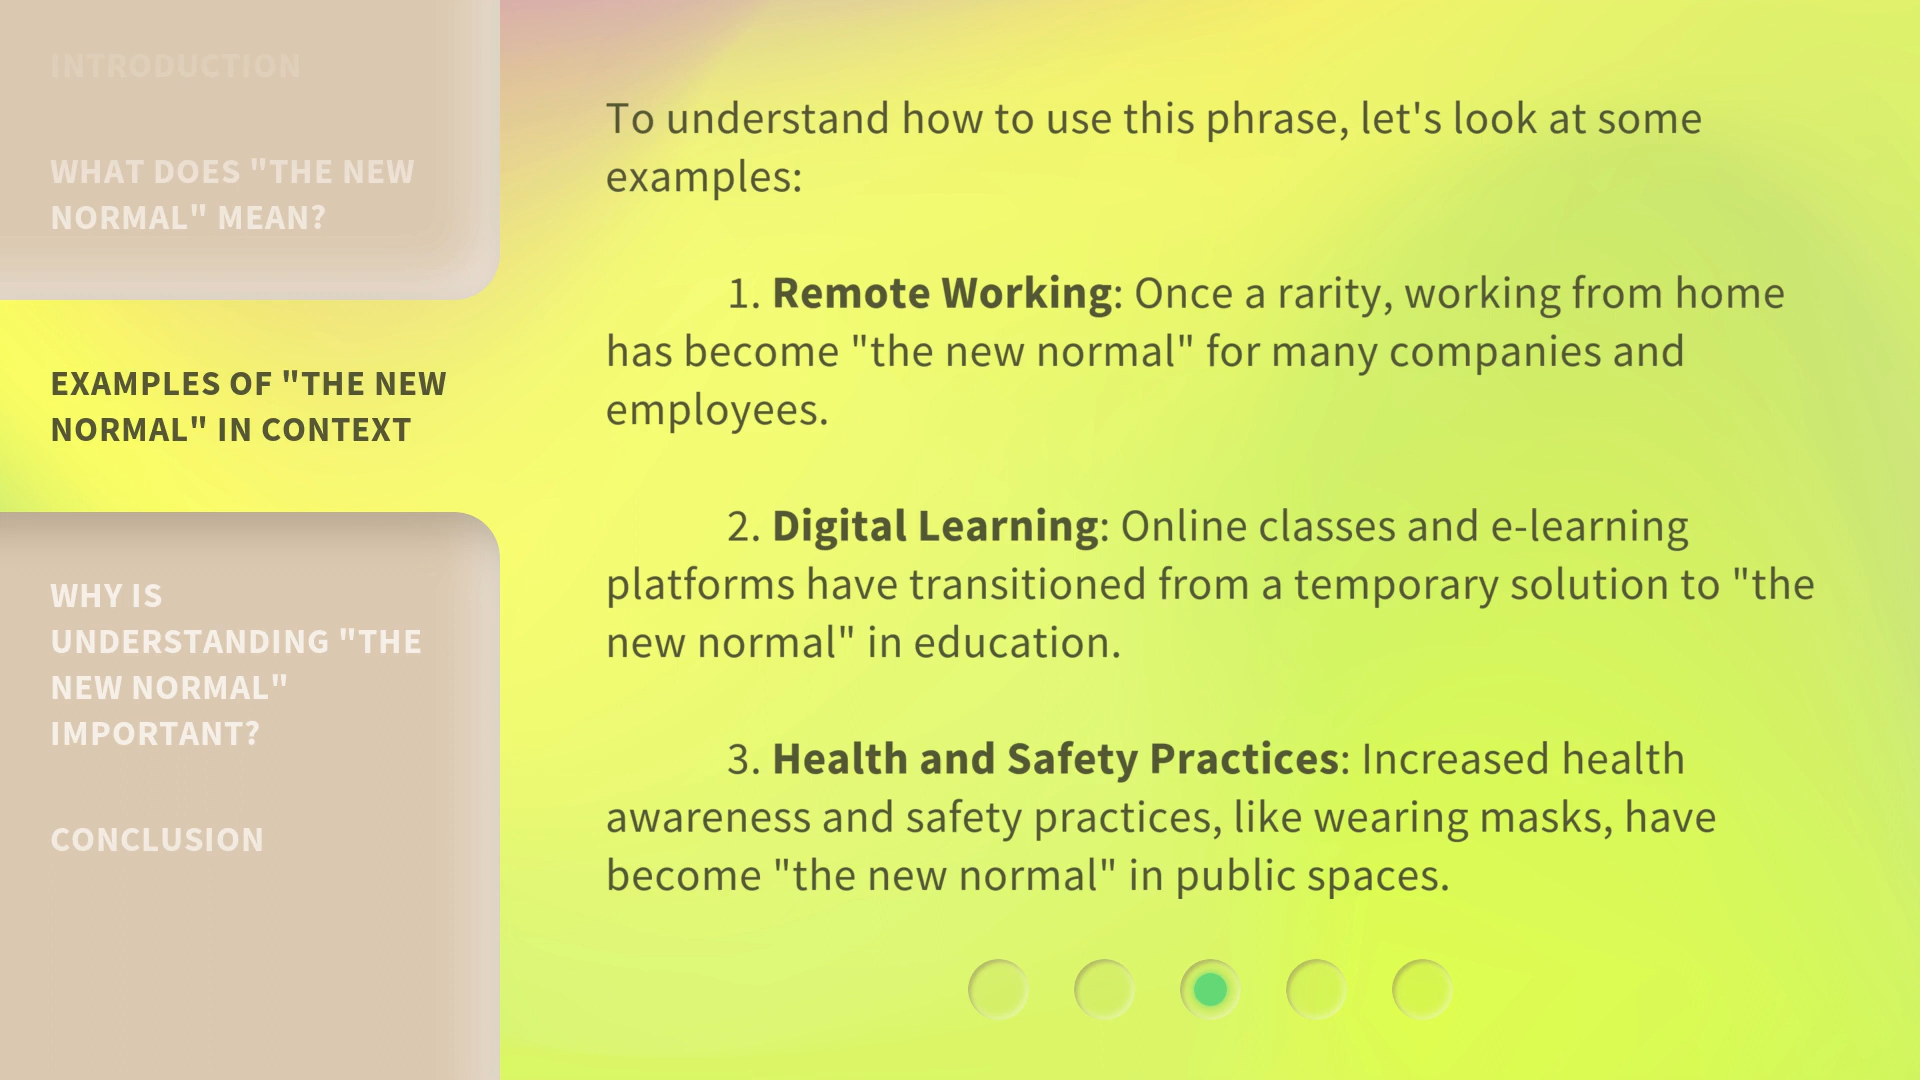 INTRODUCTION
WHAT DOES "THE NEW
NORMAL" MEAN?
EXAMPLES OF "THE NEW
NORMAL" IN CONTEXT
WHY IS
UNDERSTANDING "THE
NEW NORMAL"
IMPORTANT?
CONCLUSION
To understand how to use this phrase, let's look at some
examples:
1. Remote Working: Once a rarity, working from home
has become "the new normal" for many companies and
employees.
2. Digital Learning: Online classes and e-learning
platforms have transitioned from a temporary solution to "the
new normal" in education.
3. Health and Safety Practices: Increased health
awareness and safety practices, like wearing masks, have
become "the new normal" in public spaces.